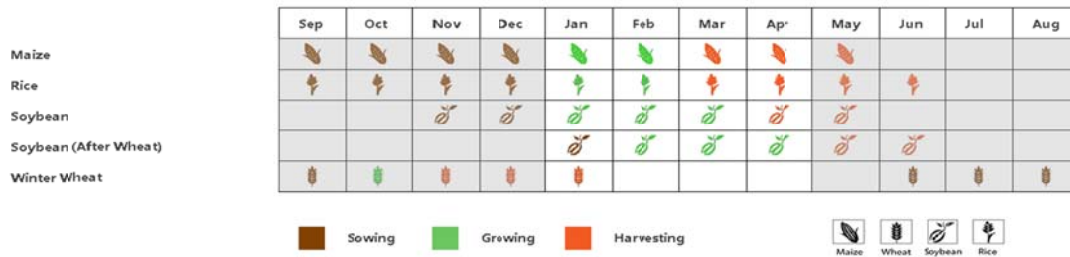 Sep Oct Nov Dec Jan Feb Mar Apr May Jun Jul Aug
Maize
Rice
Soybean
Soybean (After Wheat)
Winter Wheat
Sowing Growing Harvesting
Maize Wheat Soybean Rice